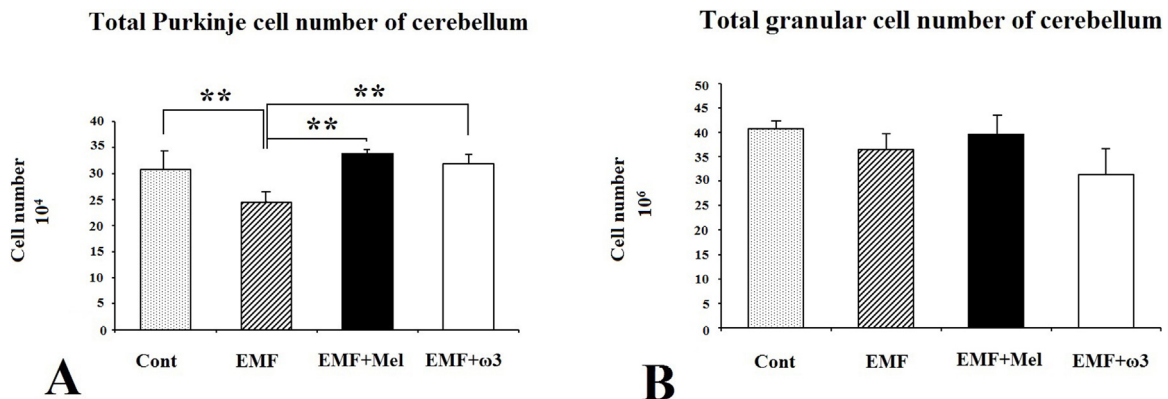 Total Purkinje cell number of cerebellum
**
**
**
40
35
30
25
20
15
10
5
0
Cell number
10⁴
Cont
EMF
EMF+Mel
EMF+ω3
A
Total granular cell number of cerebellum
50
45
40
35
30
25
20
15
10
5
0
Cell number
10⁶
Cont
EMF
EMF+Mel
EMF+ω3
B